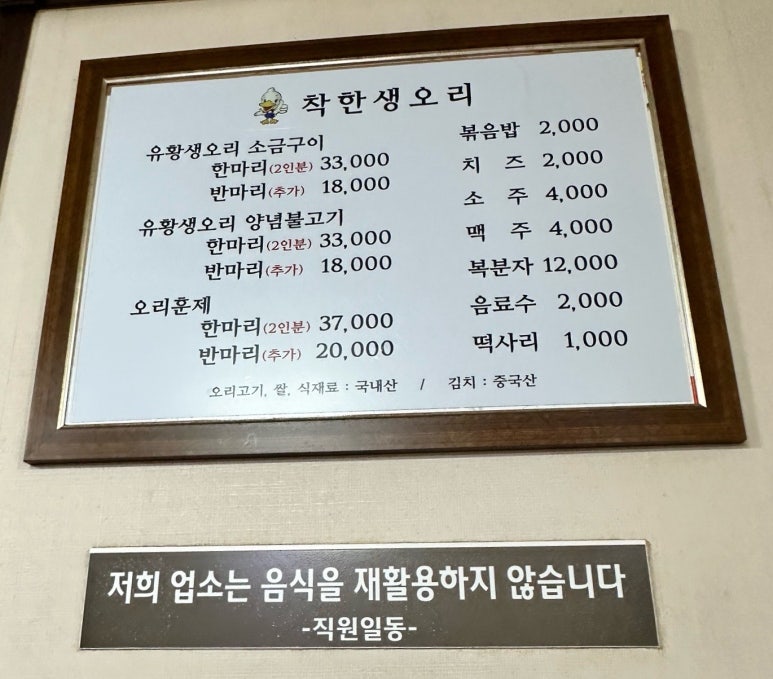 착한생오리
유황생오리 소금구이
한마리(2인분) 33,000
반마리(추가) 18,000
유황생오리 양념불고기
한마리(2인분) 33,000
반마리(추가) 18,000
오리훈제
한마리(2인분) 37,000
반마리(추가) 20,000
볶음밥 2,000
치 즈 2,000
소 주 4,000
맥 주 4,000
복분자 12,000
음료수 2,000
떡사리 1,000
오리고기, 쌀, 식재료 : 국내산 / 김치 : 중국산
저희 업소는 음식을 재활용하지 않습니다
-직원일동-